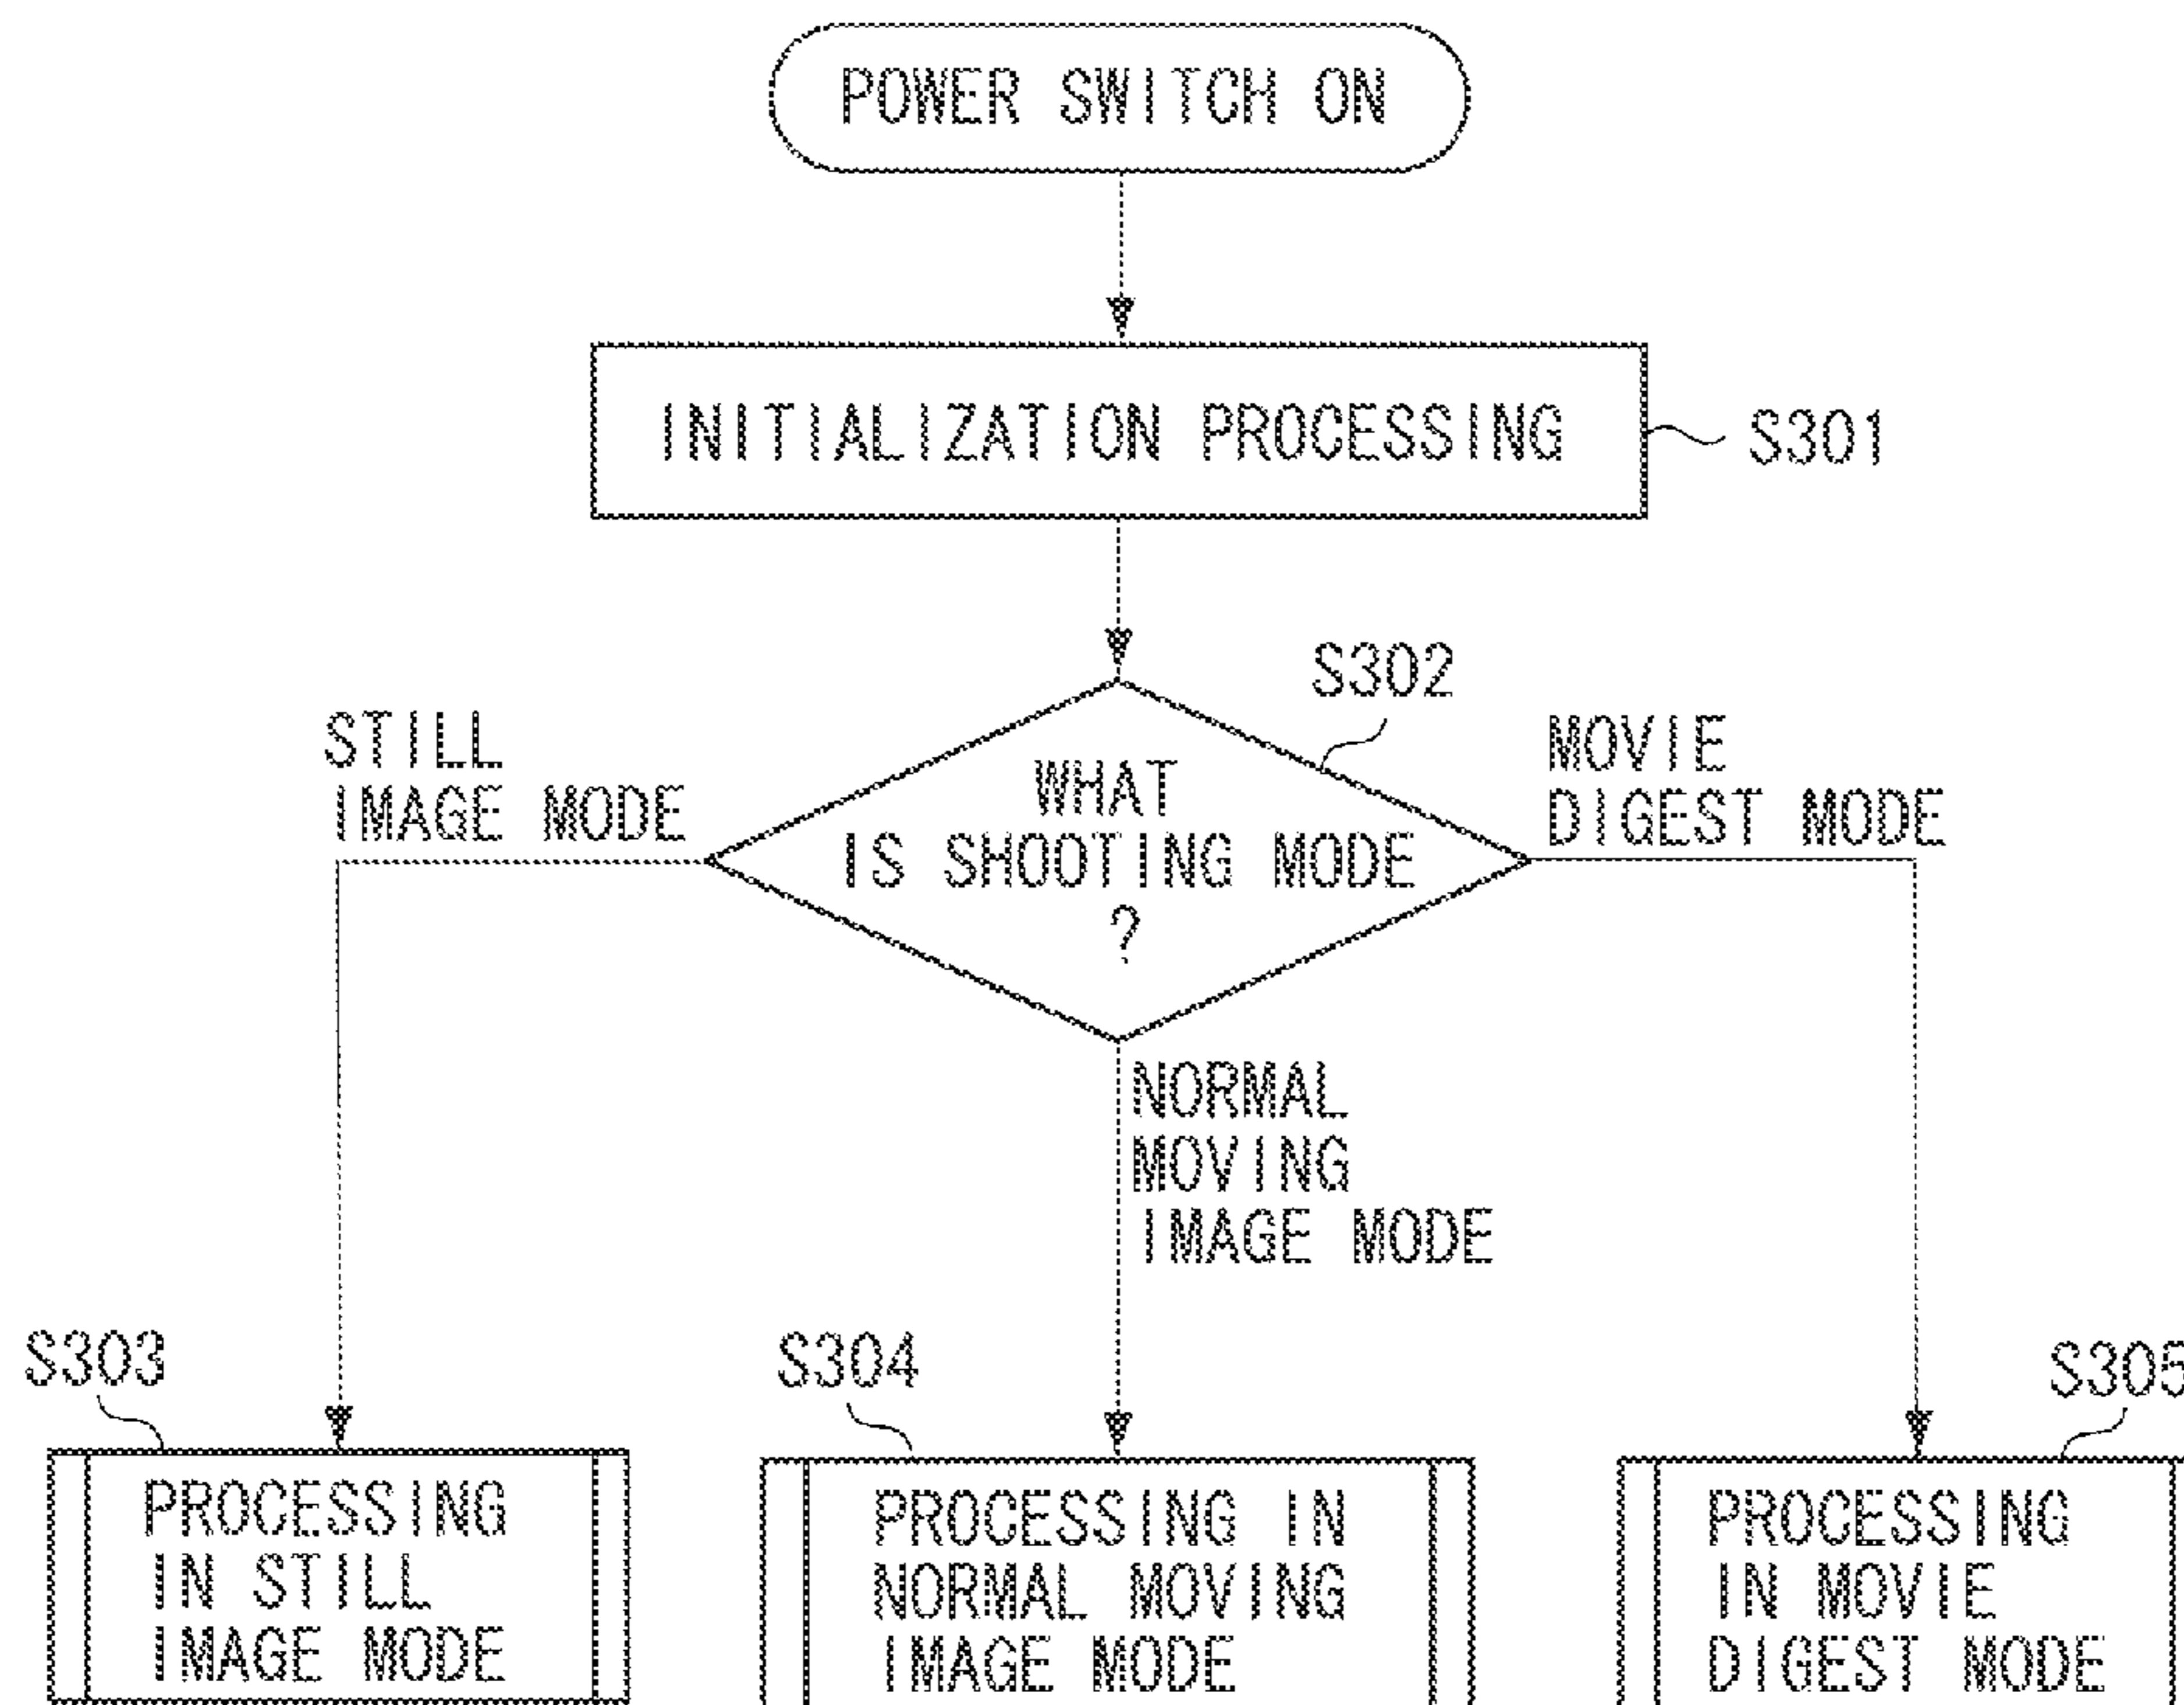 POWER SWITCH ON
INITIALIZATION PROCESSING
S301
S302
STILL
IMAGE MODE
WHAT
IS SHOOTING MODE
?
MOVIE
DIGEST MODE
NORMAL
MOVING
IMAGE MODE
S303
PROCESSING
IN STILL
IMAGE MODE
S304
PROCESSING IN
NORMAL MOVING
IMAGE MODE
S305
PROCESSING
IN MOVIE
DIGEST MODE